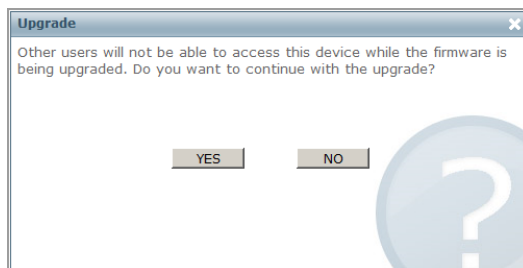 Upgrade
Other users will not be able to access this device while the firmware is
being upgraded. Do you want to continue with the upgrade?
YES NO